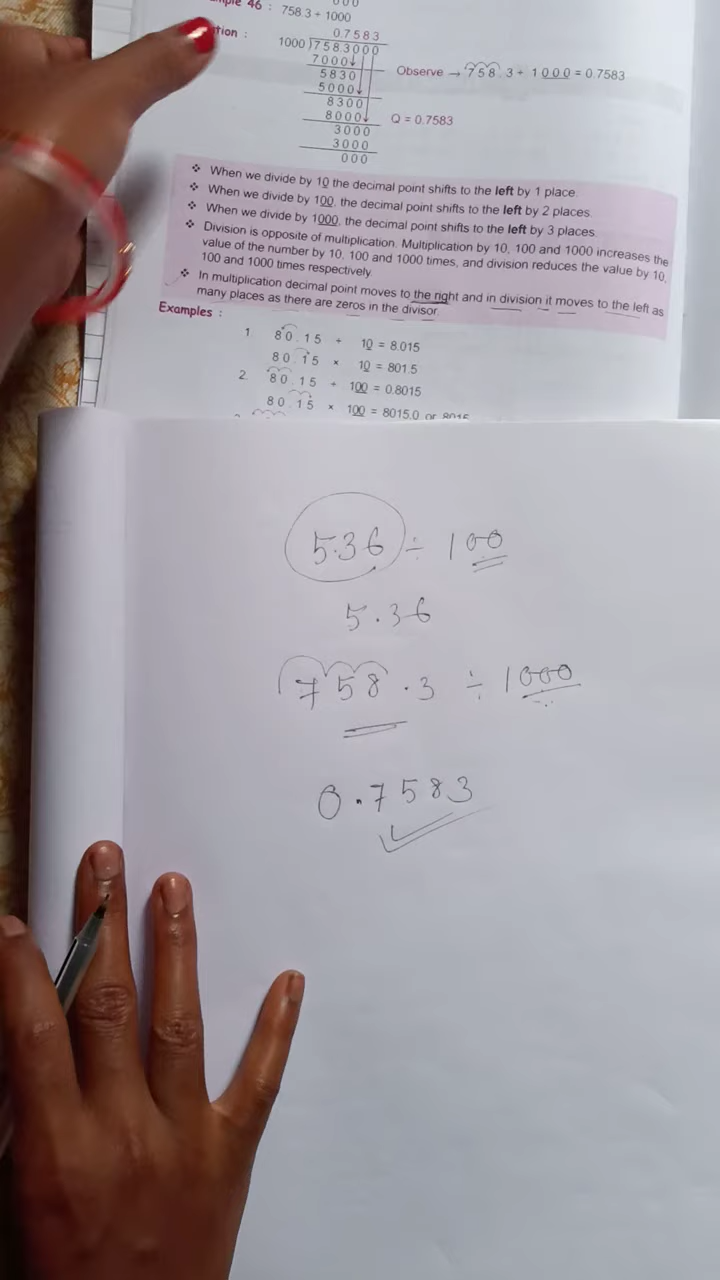 46 : 758.3 ÷ 1000
tion :
0.7583
1000 ) 7583000
7000
5830
5000
8300
8000
3000
3000
000
Observe → 758.3 ÷ 1000 = 0.7583
Q = 0.7583
❖ When we divide by 10 the decimal point shifts to the left by 1 place.
❖ When we divide by 100, the decimal point shifts to the left by 2 places.
❖ When we divide by 1000, the decimal point shifts to the left by 3 places.
❖ Division is opposite of multiplication. Multiplication by 10, 100 and 1000 increases the
value of the number by 10, 100 and 1000 times, and division reduces the value by 10,
100 and 1000 times respectively
❖ In multiplication decimal point moves to the right and in division it moves to the left as
many places as there are zeros in the divisor.
Examples :
1. 80.15 ÷ 10 = 8.015
80.15 × 10 = 801.5
2. 80.15 ÷ 100 = 0.8015
80.15 × 100 = 8015.0 or 8015
5.36 ÷ 100
5.36
758.3 ÷ 1000
0.7583